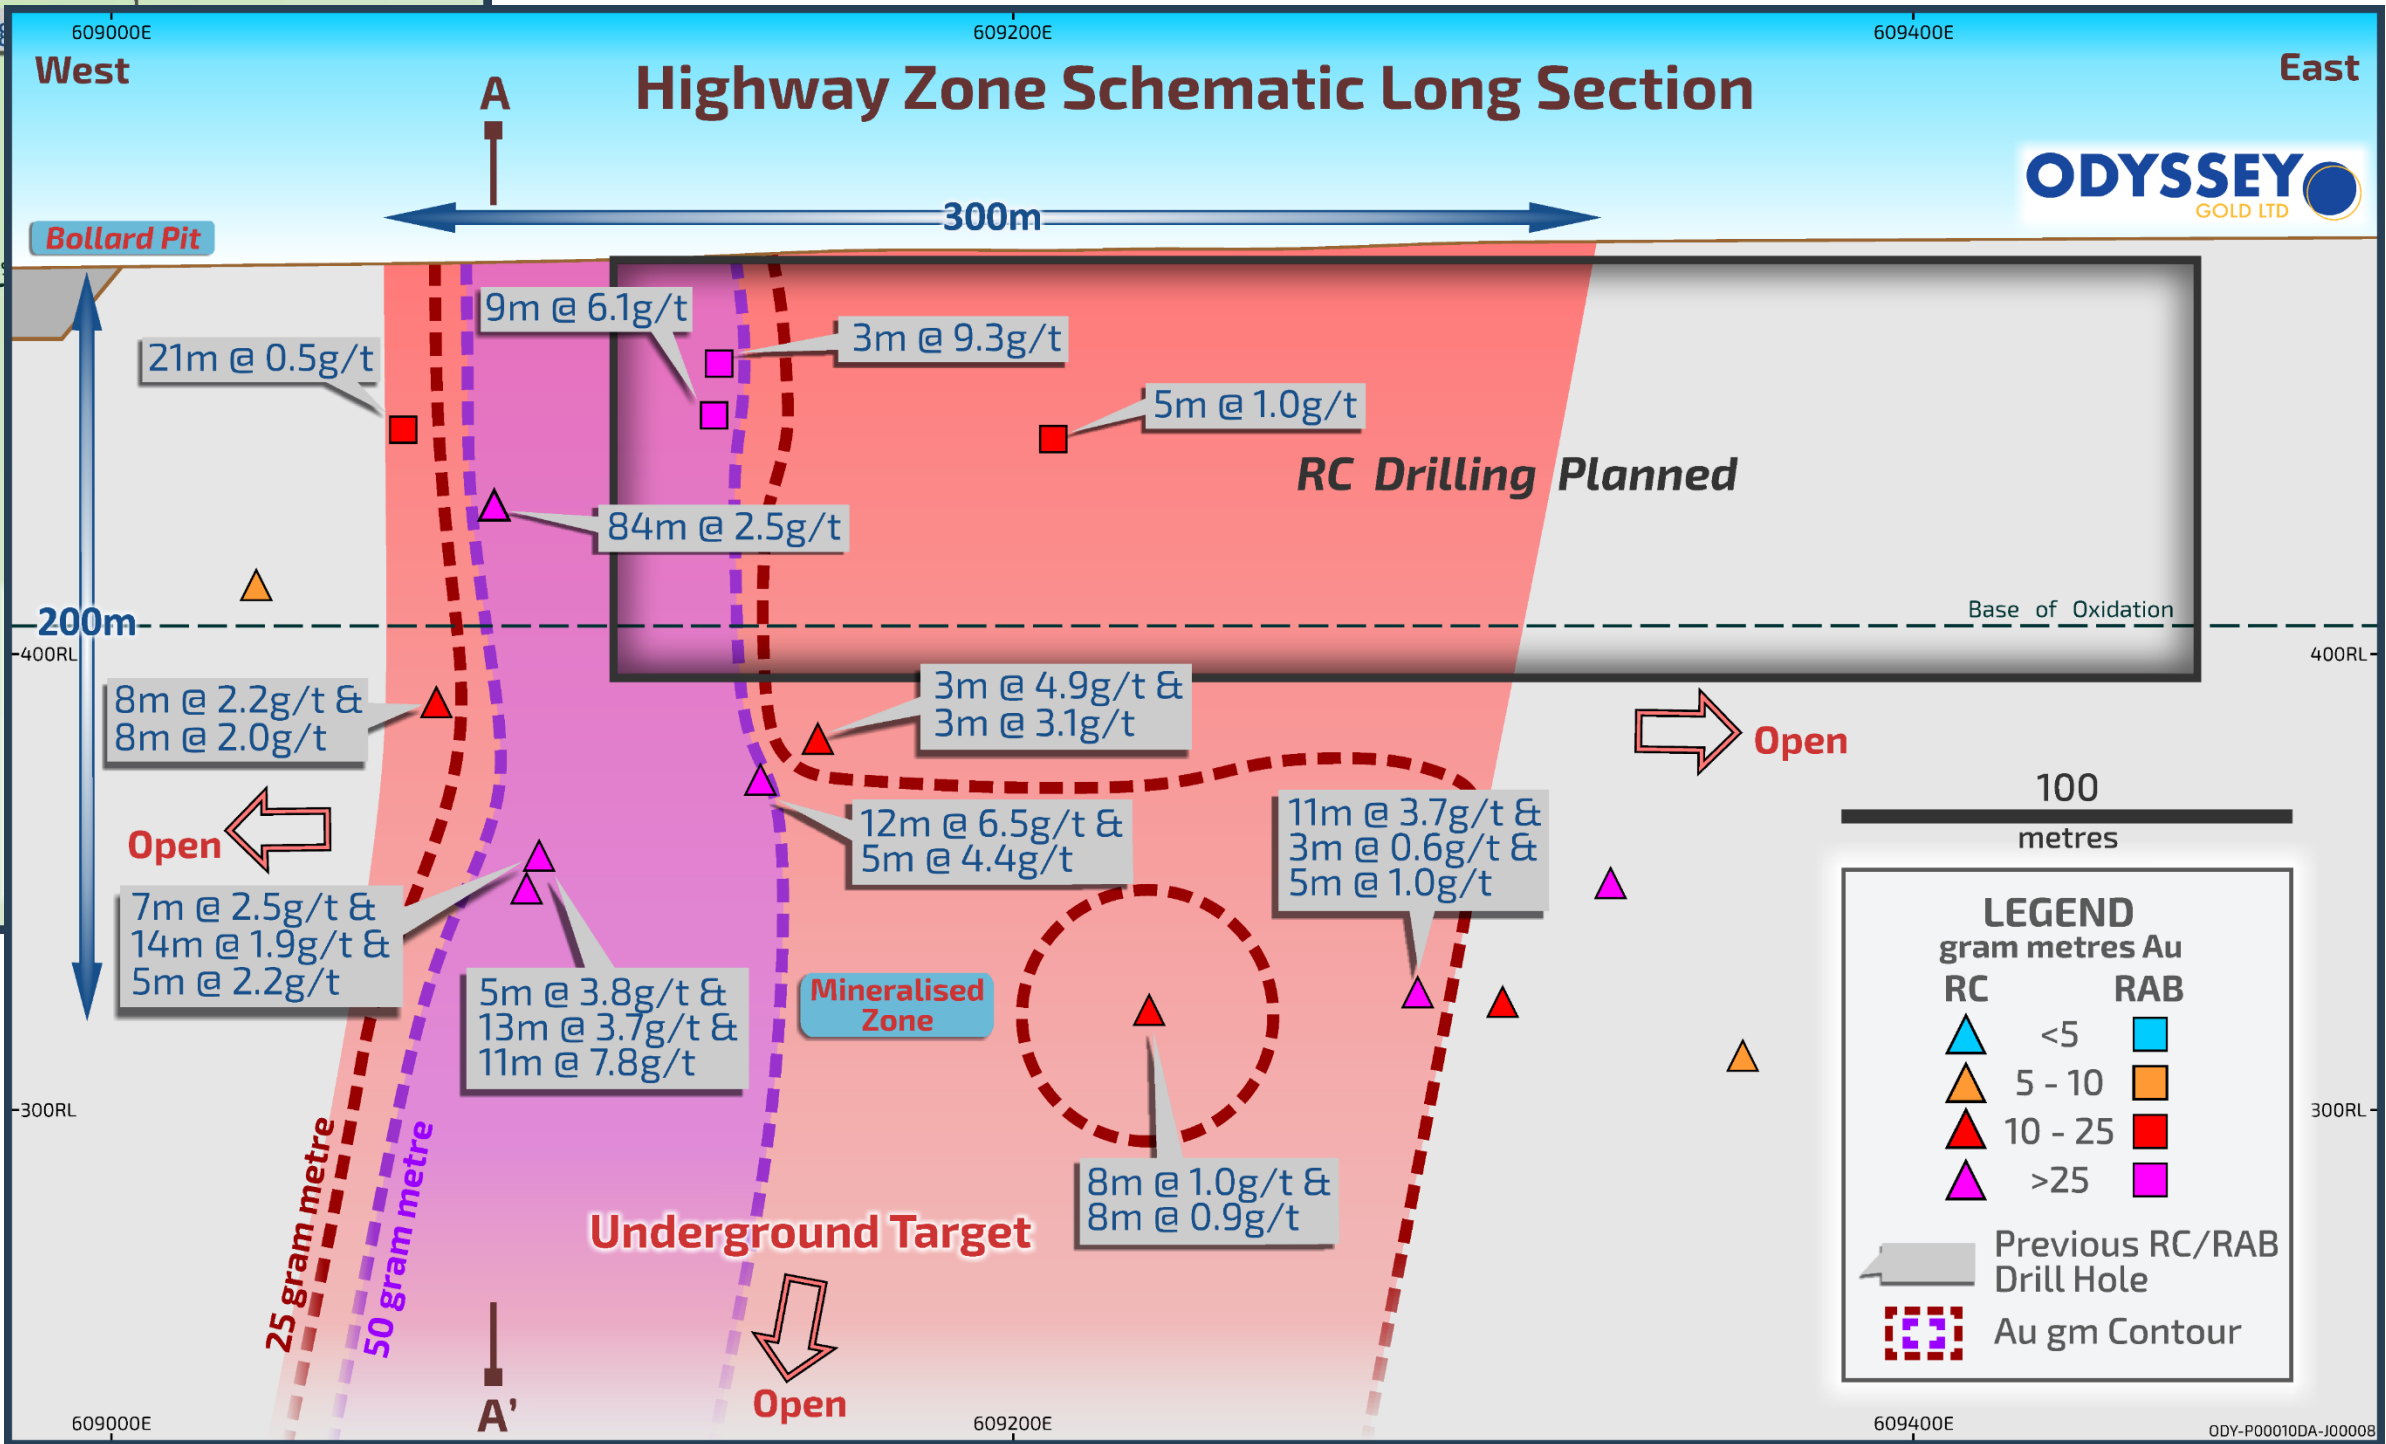 609000E
609200E
609400E
West
East
A
Highway Zone Schematic Long Section
ODYSSEY
GOLD LTD
300m
Bollard Pit
9m @ 6.1g/t
3m @ 9.3g/t
21m @ 0.5g/t
5m @ 1.0g/t
RC Drilling Planned
84m @ 2.5g/t
Base of Oxidation
200m
400RL
400RL
8m @ 2.2g/t &
8m @ 2.0g/t
3m @ 4.9g/t &
3m @ 3.1g/t
Open
Open
12m @ 6.5g/t &
5m @ 4.4g/t
11m @ 3.7g/t &
3m @ 0.6g/t &
5m @ 1.0g/t
100
metres
7m @ 2.5g/t &
14m @ 1.9g/t &
5m @ 2.2g/t
5m @ 3.8g/t &
13m @ 3.7g/t &
11m @ 7.8g/t
Mineralised
Zone
LEGEND
gram metres Au
RC
RAB
<5
5 - 10
10 - 25
>25
Previous RC/RAB
Drill Hole
Au gm Contour
300RL
300RL
25 gram metre
50 gram metre
8m @ 1.0g/t &
8m @ 0.9g/t
Underground Target
Open
A'
609000E
609200E
609400E
ODY-P00010DA-J00008